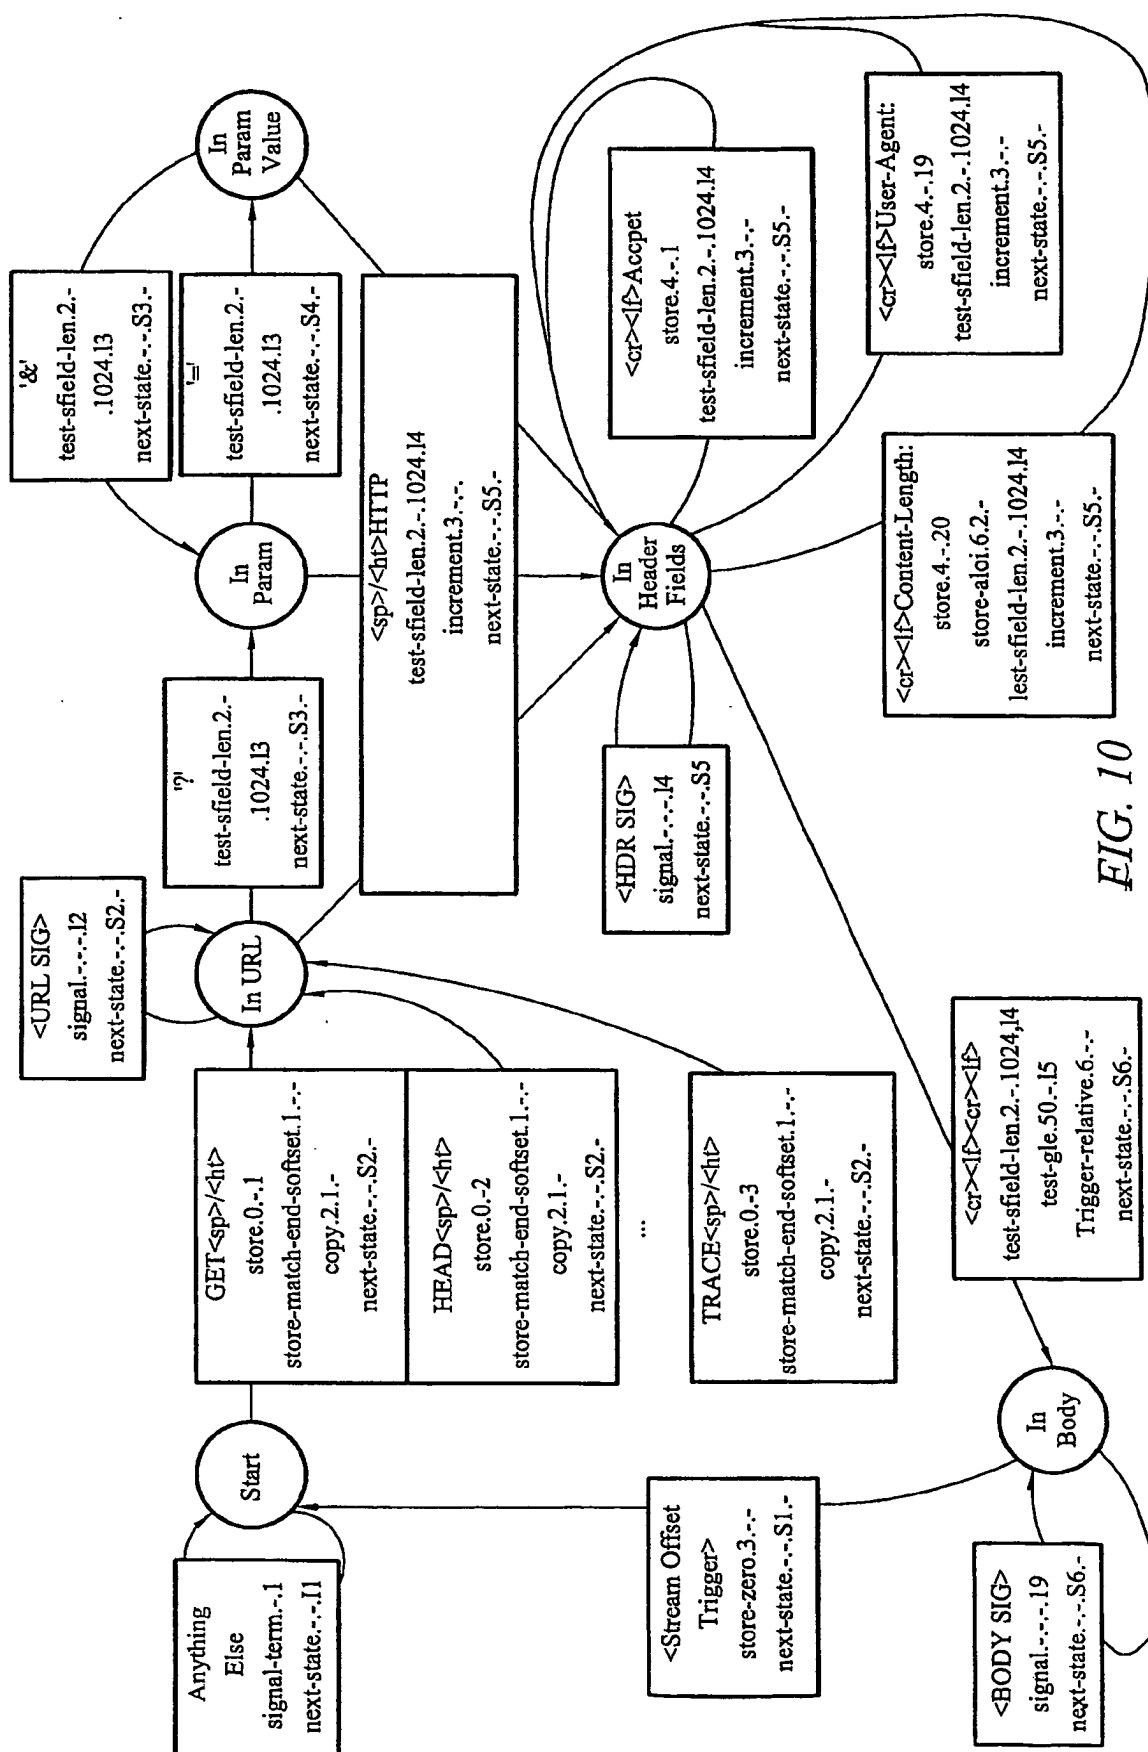 Anything
Else
signal-term.-.1
next-state.-.-.I1
Start
GET<sp>/<ht>
store.0.-.1
store-match-end-softset.1.-.-
copy.2.1.-
next-state.-.-.S2.-
HEAD<sp>/<ht>
store.0.-2
store-match-end-softset.1.-.-
copy.2.1.-
next-state.-.-.S2.-
...
TRACE<sp>/<ht>
store.0.-3
store-match-end-softset.1.-.-
copy.2.1.-
next-state.-.-.S2.-
<URL SIG>
signal.-.-.-.12
next-state.-.-.S2.-
In URL
'?'
test-sfield-len.2.-
.1024.13
next-state.-.-.S3.-
In
Param
'&'
test-sfield-len.2.-
.1024.13
next-state.-.-.S3.-
'='
test-sfield-len.2.-
.1024.13
next-state.-.-.S4.-
In
Param
Value
<sp>/<ht>HTTP
test-sfield-len.2.-.1024.14
increment.3.-.-.
next-state.-.-.S5.-
In
Header
Fields
<HDR SIG>
signal.-.-.-.14
next-state.-.-.S5
<cr><lf>Accpet
store.4.-.1
test-sfield-len.2.-.1024.14
increment.3.-.-
next-state.-.-.S5.-
<cr><lf>User-Agent:
store.4.-.19
test-sfield-len.2.-.1024.14
increment.3.-.-
next-state.-.-.S5.-
<cr><lf>Content-Length:
store.4.-.20
store-aloi.6.2.-
lest-sfield-len.2.-.1024.14
increment.3.-.-
next-state.-.-.S5.-
<cr><lf><cr><lf>
test-sfield-len.2.-.1024,14
test-gle.50.-.15
Trigger-relative.6.-.-
next-state.-.-.S6.-
In
Body
<Stream Offset
Trigger>
store-zero.3.-.-
next-state.-.-.S1.-
<BODY SIG>
signal.-.-.-.19
next-state.-.-.S6.-
FIG. 10